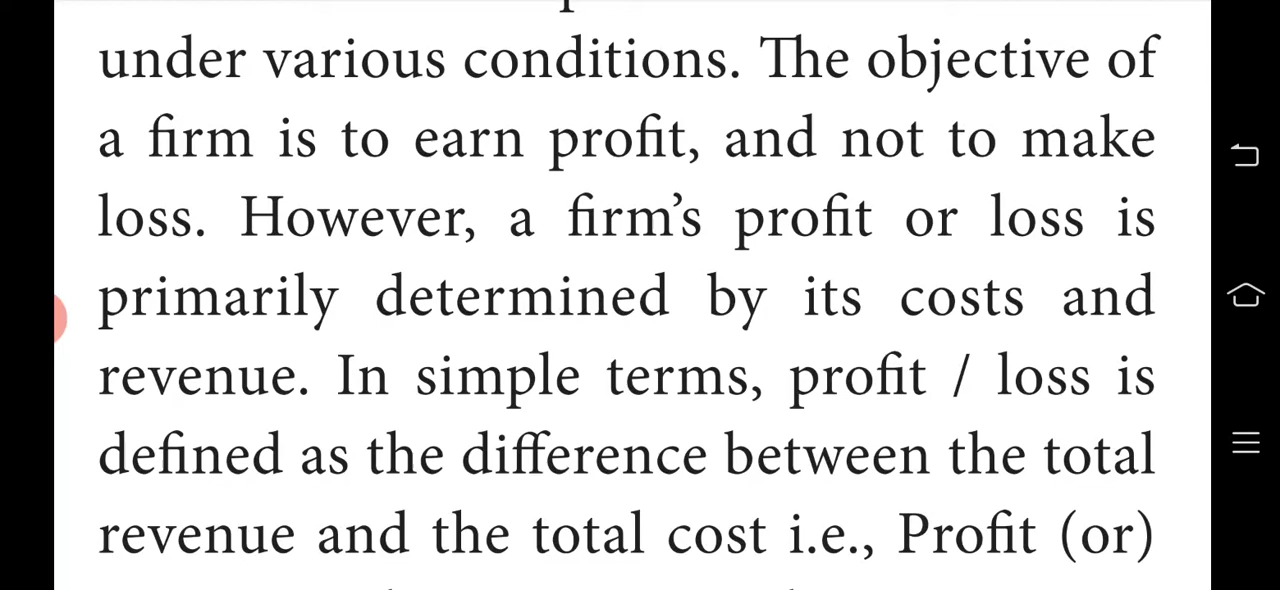 under various conditions. The objective of
a firm is to earn profit, and not to make
loss. However, a firm’s profit or loss is
primarily determined by its costs and
revenue. In simple terms, profit / loss is
defined as the difference between the total
revenue and the total cost i.e., Profit (or)